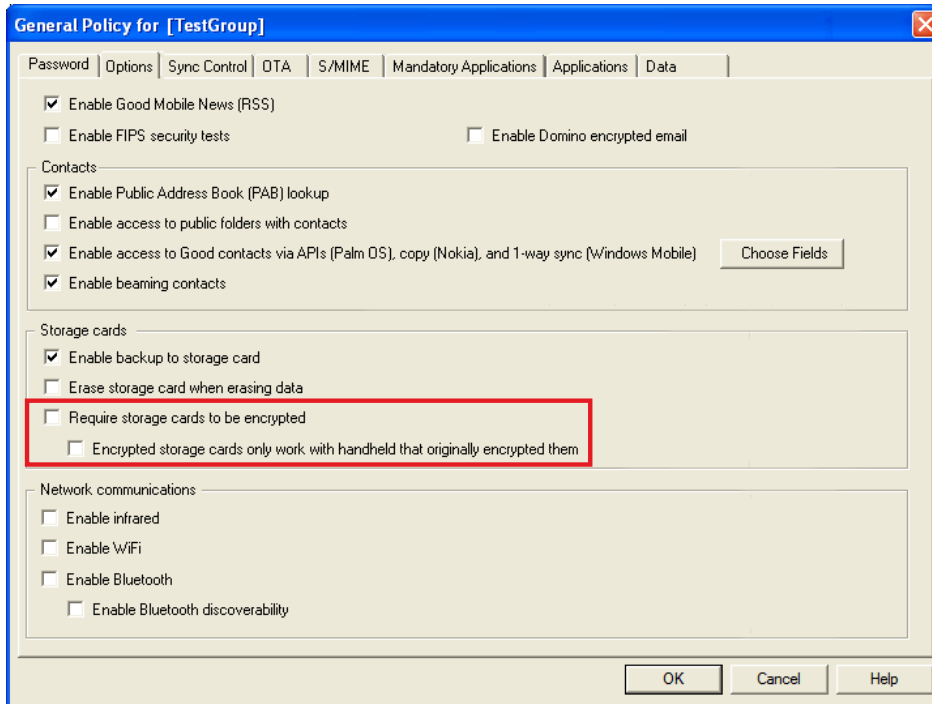 General Policy for [TestGroup]
Password Options Sync Control OTA S/MIME Mandatory Applications Applications Data
Enable Good Mobile News (RSS)
Enable FIPS security tests Enable Domino encrypted email
Contacts
Enable Public Address Book (PAB) lookup
Enable access to public folders with contacts
Enable access to Good contacts via APIs (Palm OS), copy (Nokia), and 1-way sync (Windows Mobile) Choose Fields
Enable beaming contacts
Storage cards
Enable backup to storage card
Erase storage card when erasing data
Require storage cards to be encrypted
Encrypted storage cards only work with handheld that originally encrypted them
Network communications
Enable infrared
Enable WiFi
Enable Bluetooth
Enable Bluetooth discoverability
OK Cancel Help